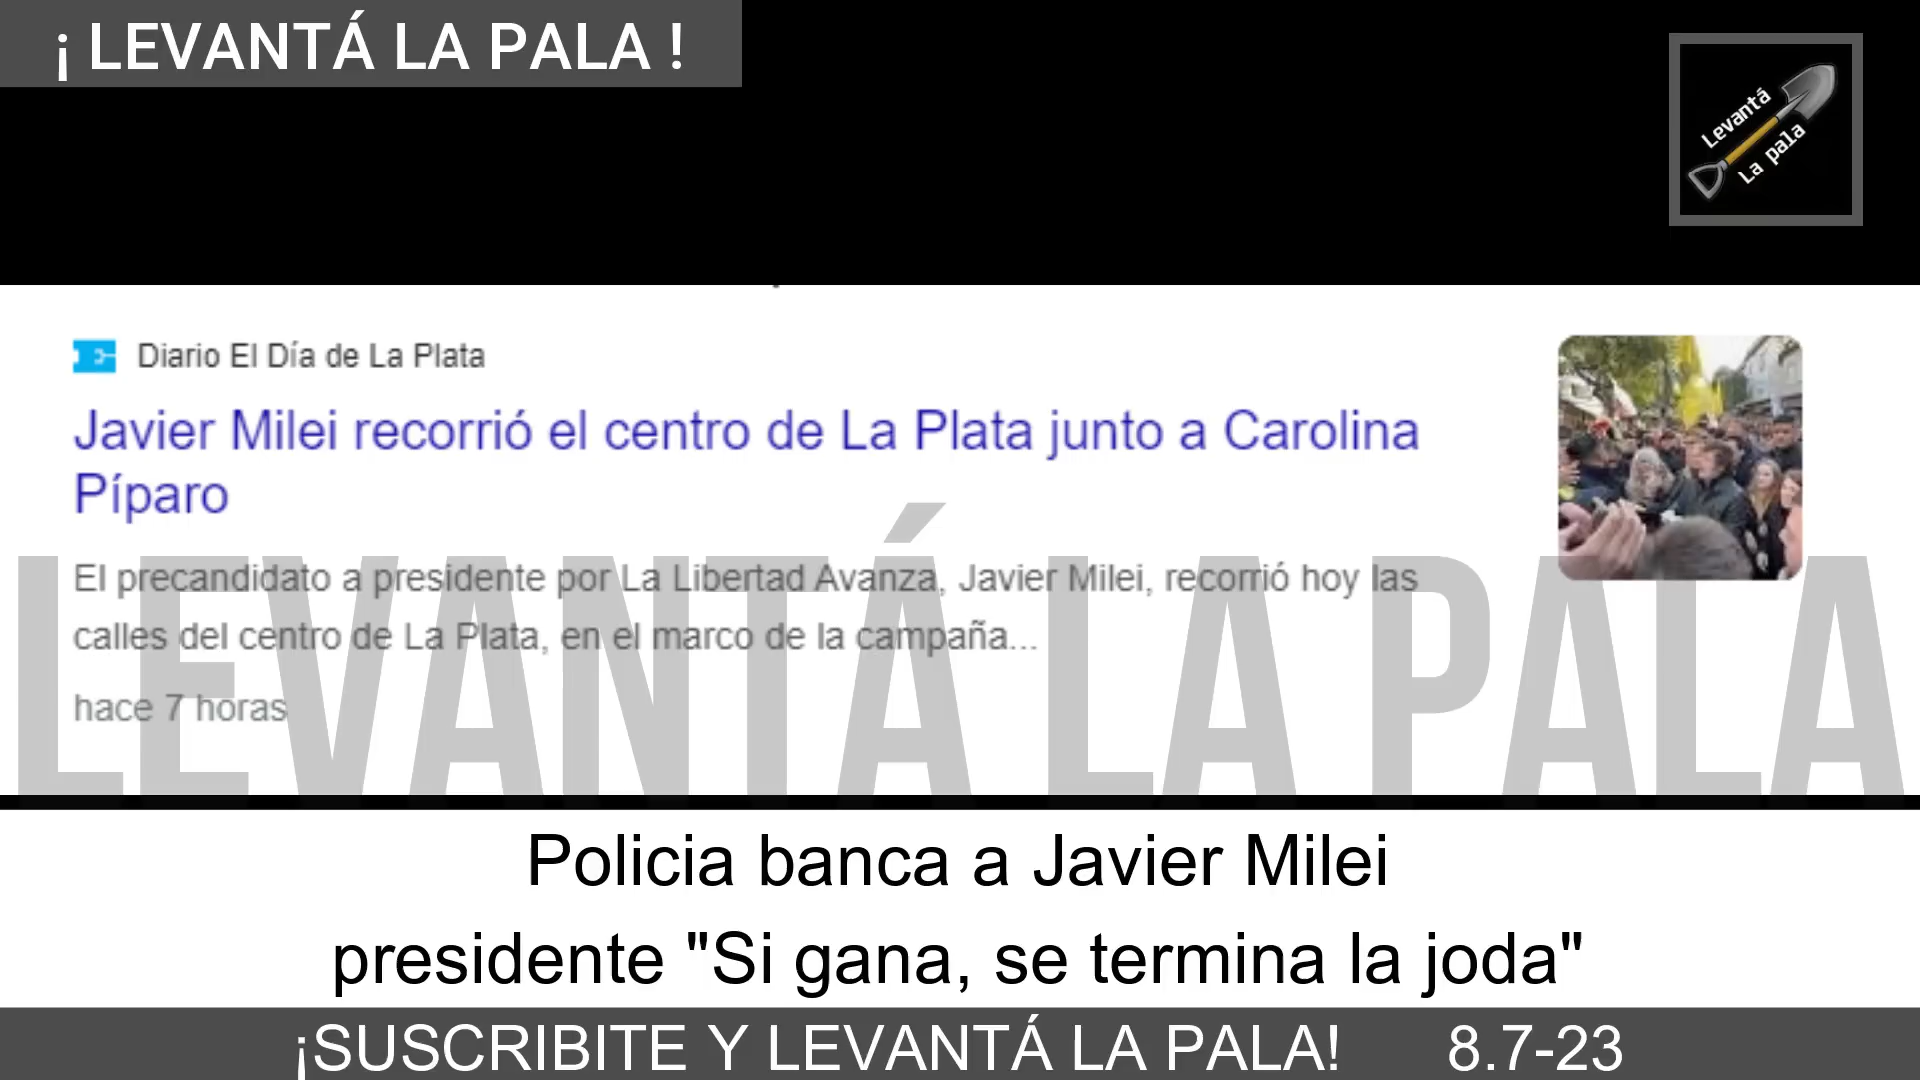 ¡ LEVANTÁ LA PALA !
Levantá
La pala
Diario El Día de La Plata
Javier Milei recorrió el centro de La Plata junto a Carolina
Píparo
El precandidato a presidente por La Libertad Avanza, Javier Milei, recorrió hoy las
calles del centro de La Plata, en el marco de la campaña...
hace 7 horas
LEVANTÁ LA PALA
Policia banca a Javier Milei
presidente "Si gana, se termina la joda"
¡SUSCRIBITE Y LEVANTÁ LA PALA! 8.7-23